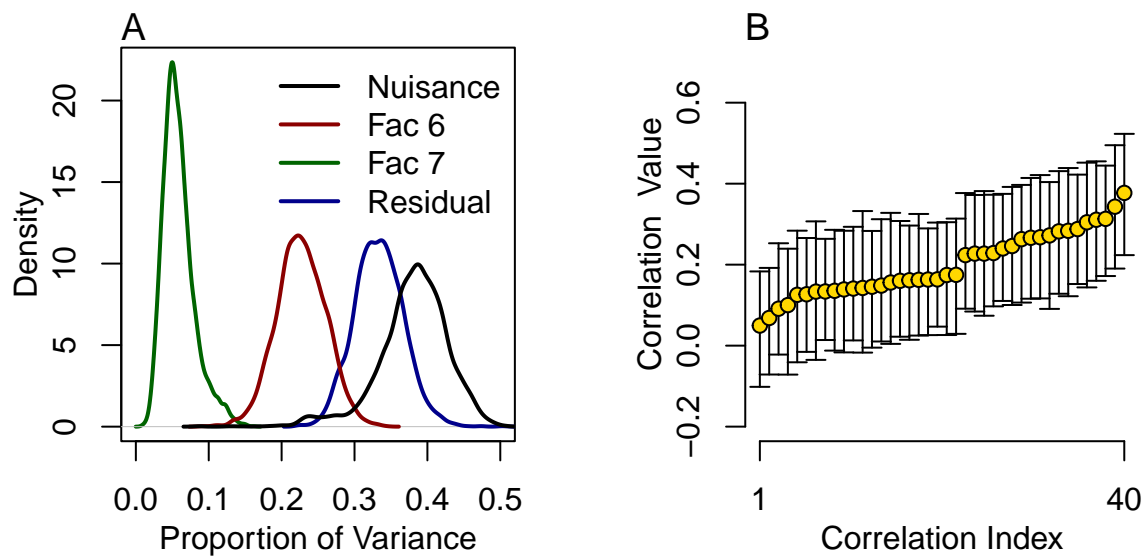 A
Density
0
5
10
15
20
Nuisance
Fac 6
Fac 7
Residual
0.0 0.1 0.2 0.3 0.4 0.5
Proportion of Variance
B
Correlation Value
−0.2
0.0
0.2
0.4
0.6
1 40
Correlation Index